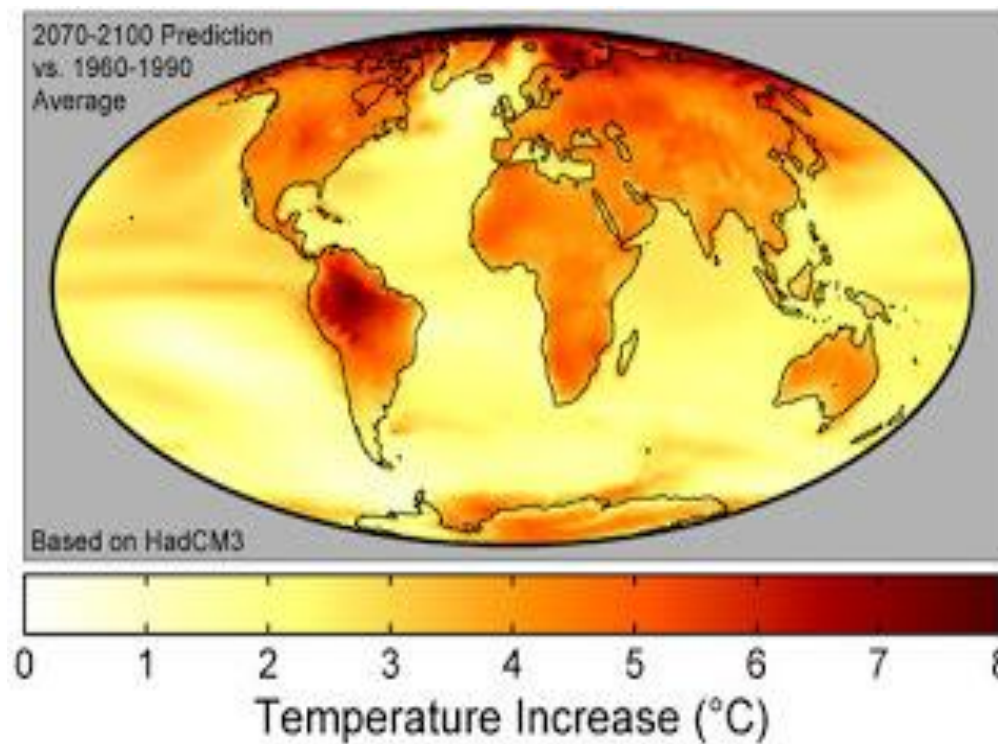 2070-2100 Prediction
vs. 1960-1990
Average
Based on HadCM3
0 1 2 3 4 5 6 7 8
Temperature Increase (°C)